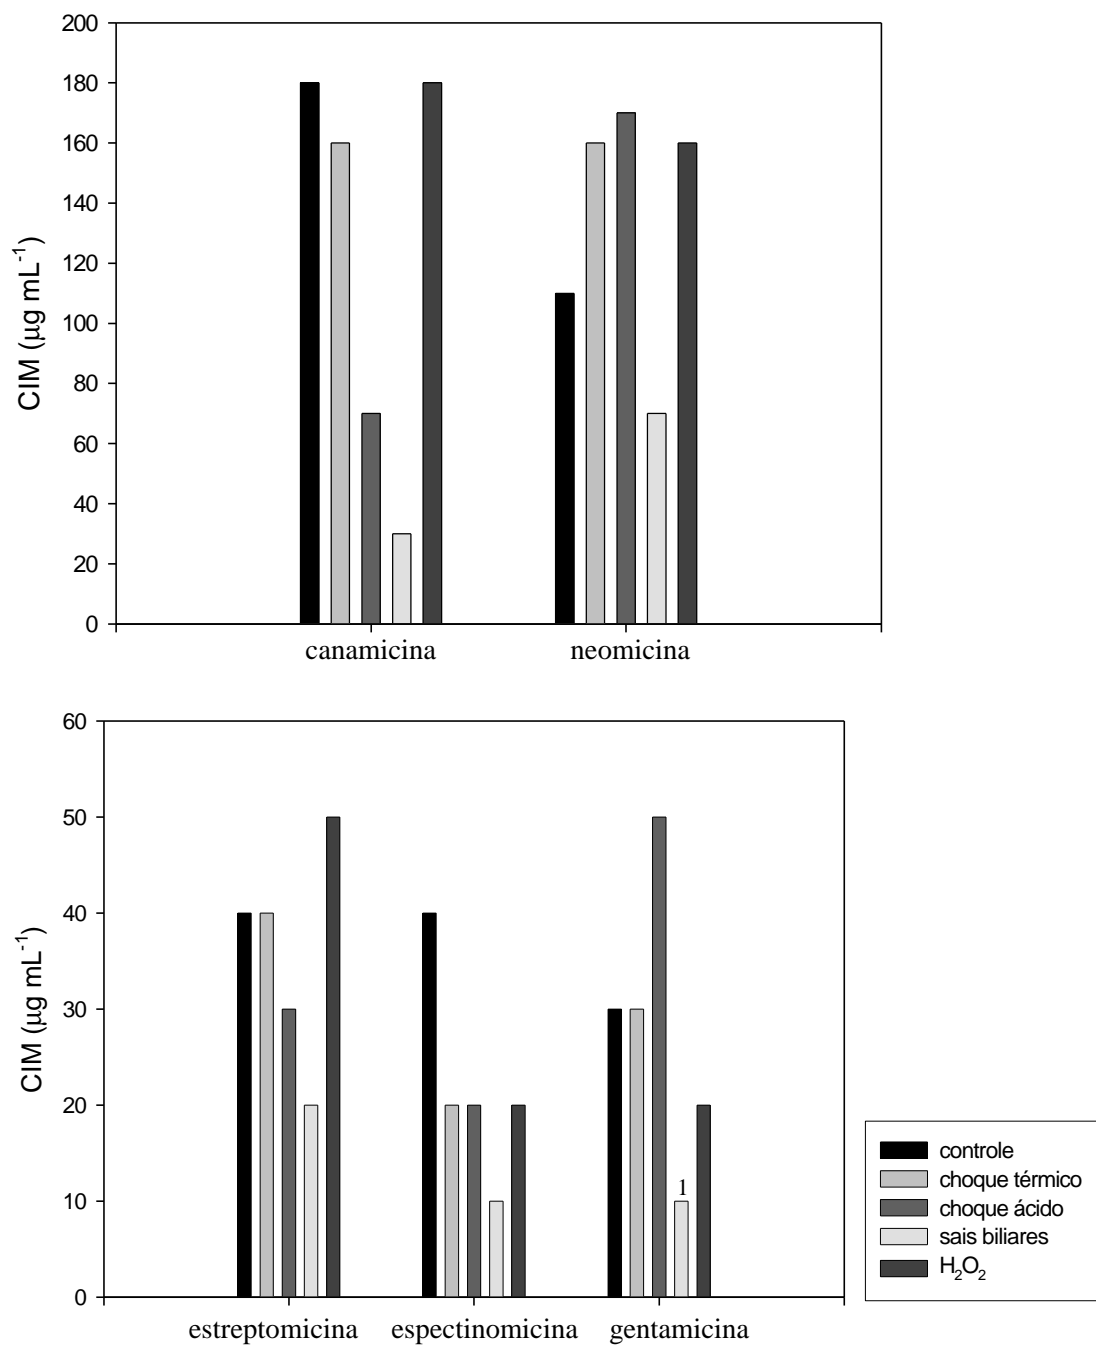 200
180
160
140
120
100
80
60
40
20
0
CIM (μg mL⁻¹)
canamicina neomicina
60
50
40
30
20
10
0
CIM (μg mL⁻¹)
1
estreptomicina espectinomicina gentamicina
controle
choque térmico
choque ácido
sais biliares
H₂O₂